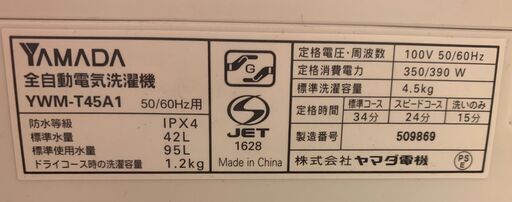 YAMADA
全自動電気洗濯機
YWM-T45A1 50/60Hz用
防水等級 IPX4
標準水量 42L
標準使用水量 95L
ドライコース時の洗濯容量 1.2kg
G
S
JET
1628
Made in China
定格電圧・周波数 100V 50/60Hz
定格消費電力 350/390 W
標準洗濯容量 4.5kg
定格時間 標準コース スピードコース 洗いのみ
34分 24分 15分
製造番号 509869
株式会社 ヤマダ電機
PS
E